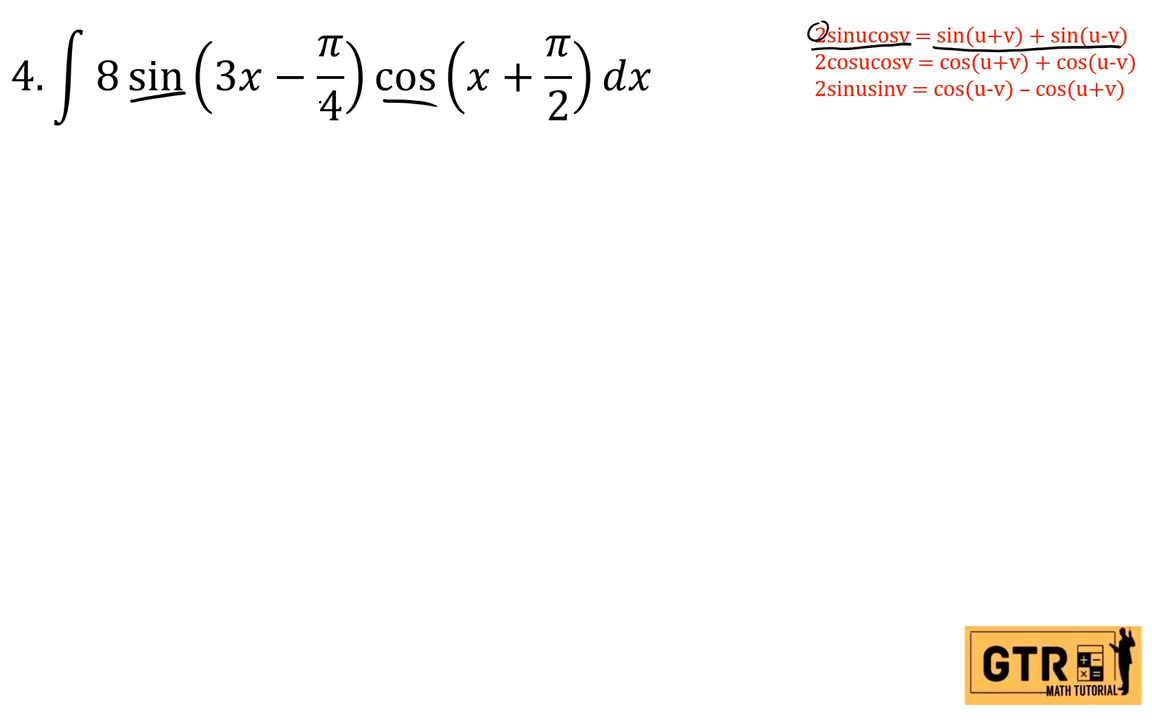 4. ∫ 8 sin (3x − π/4) cos (x + π/2) dx
2sinucosv = sin(u+v) + sin(u-v)
2cosucosv = cos(u+v) + cos(u-v)
2sinusinv = cos(u-v) – cos(u+v)
GTR
MATH TUTORIAL